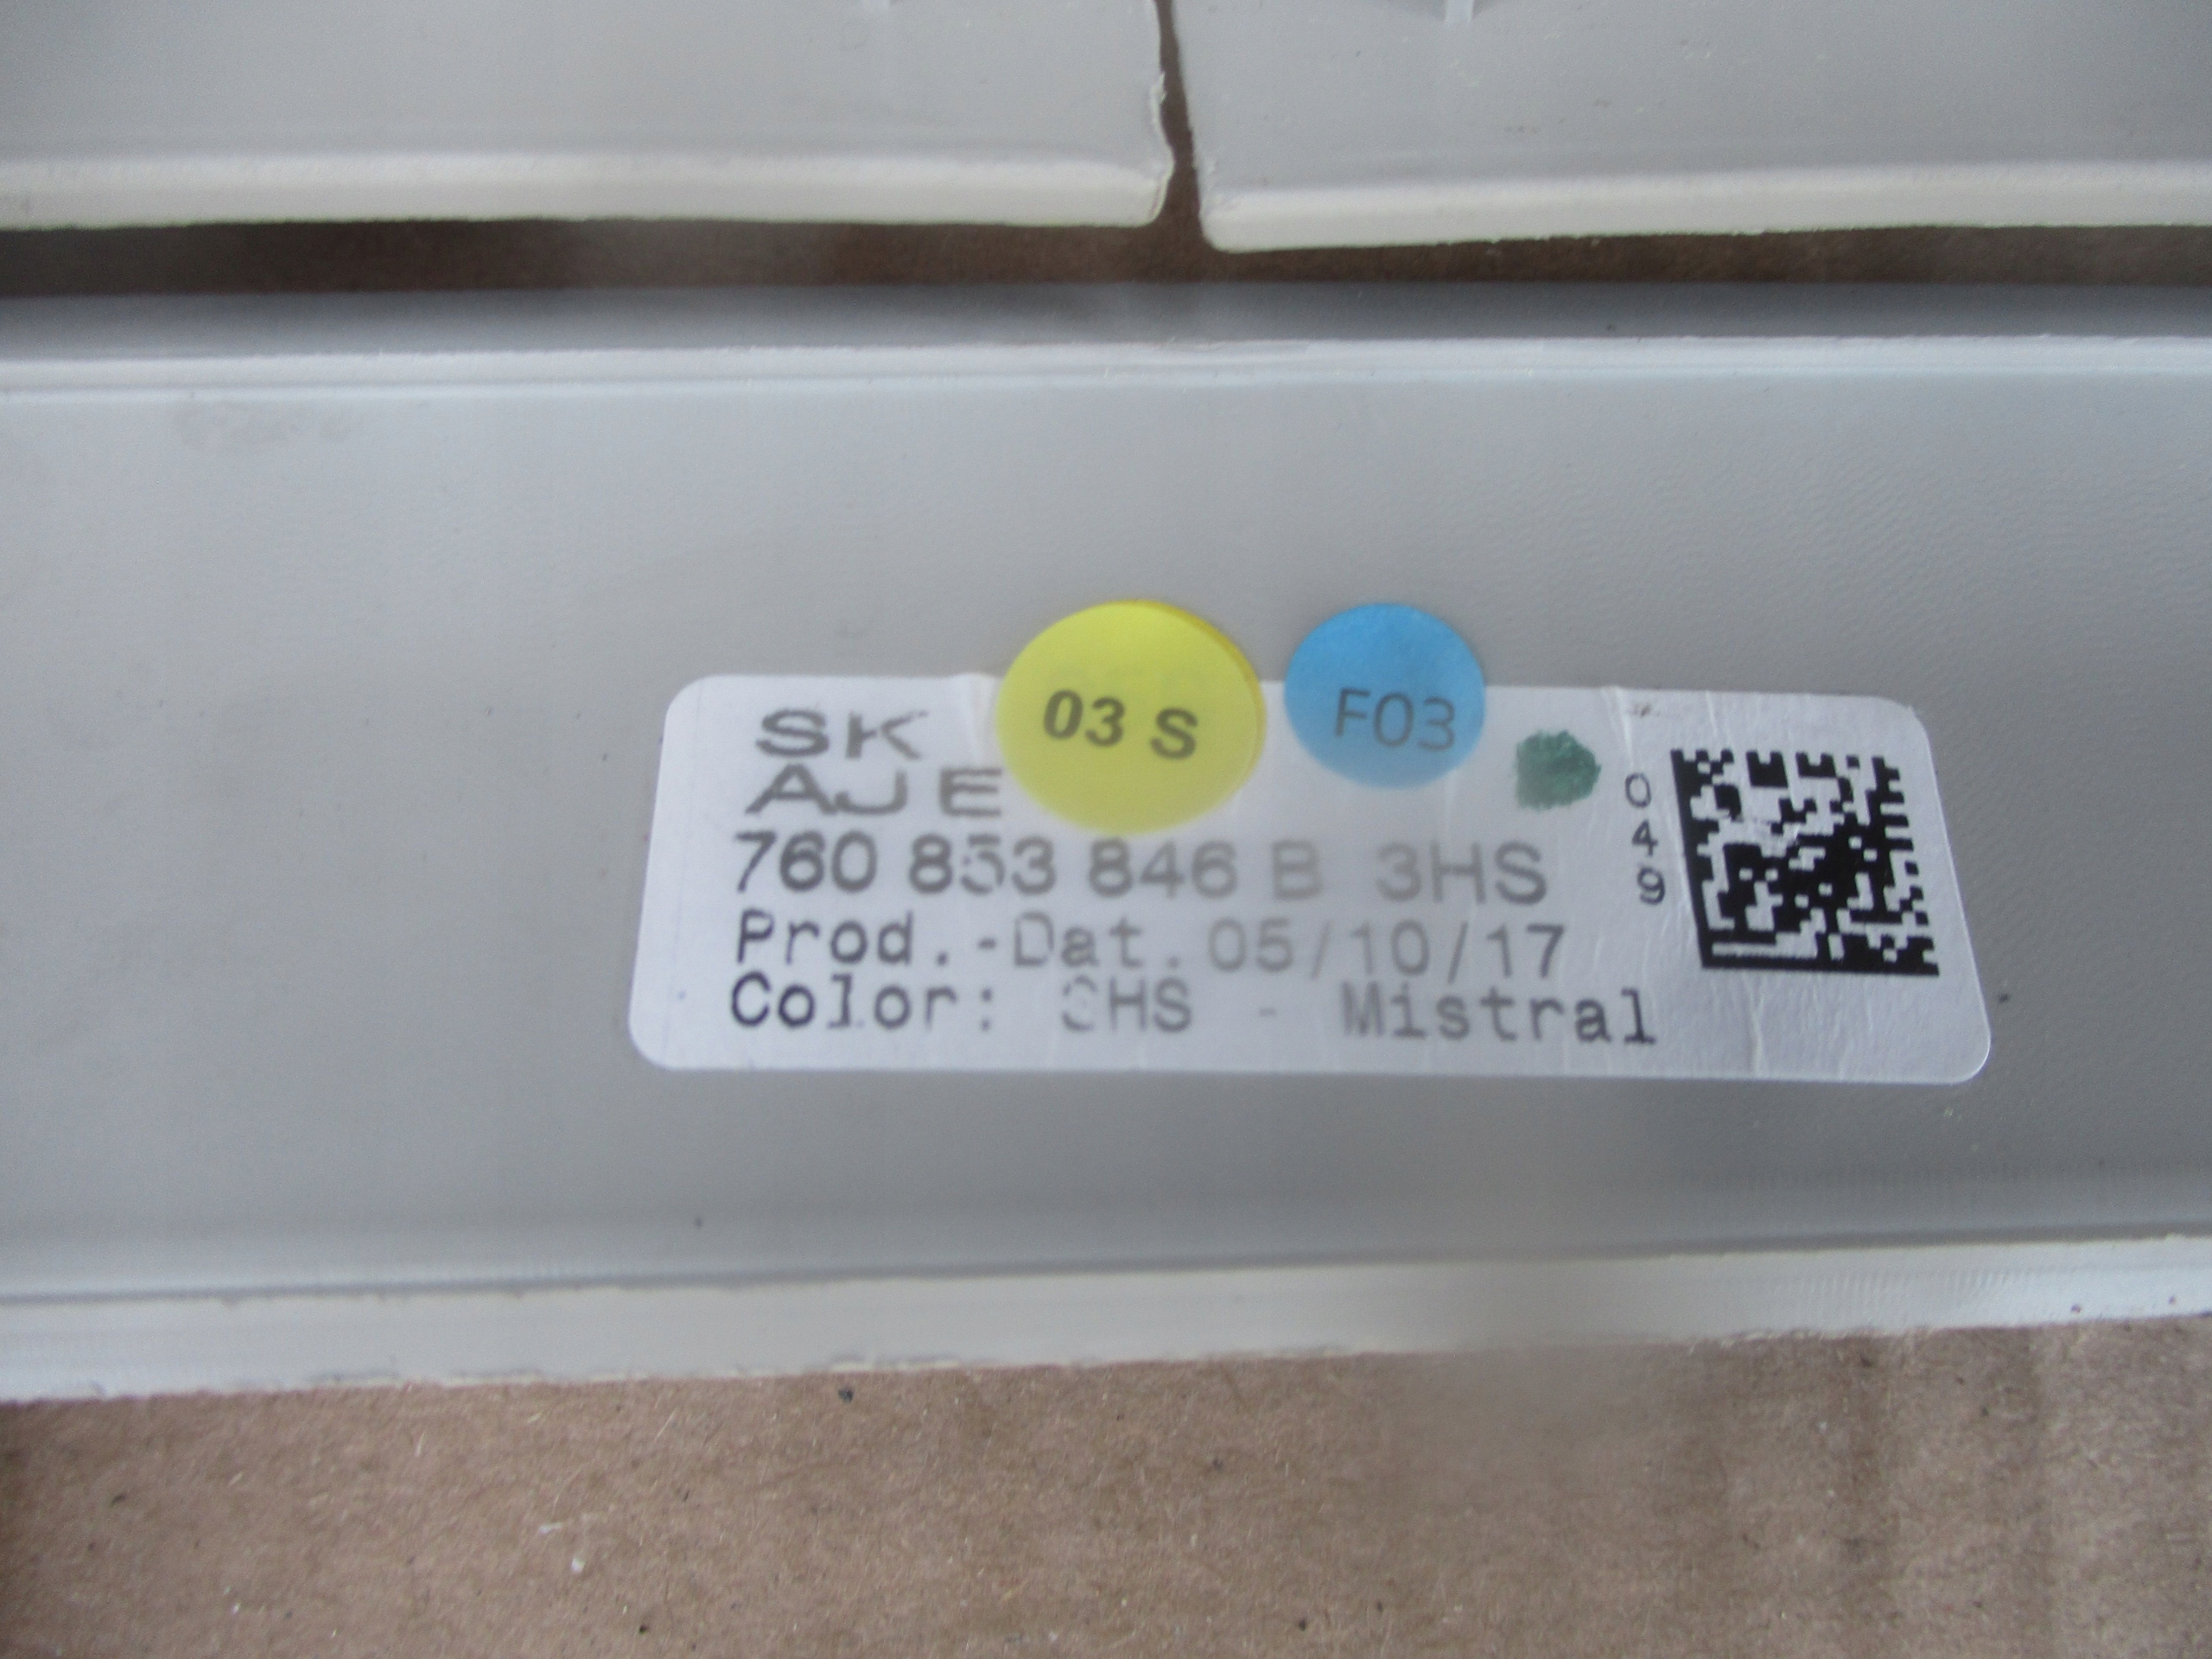 03 S
F03
SK
AJE
760 853 846 B 3HS
Prod.-Dat.05/10/17
Color: 3HS - Mistral
049